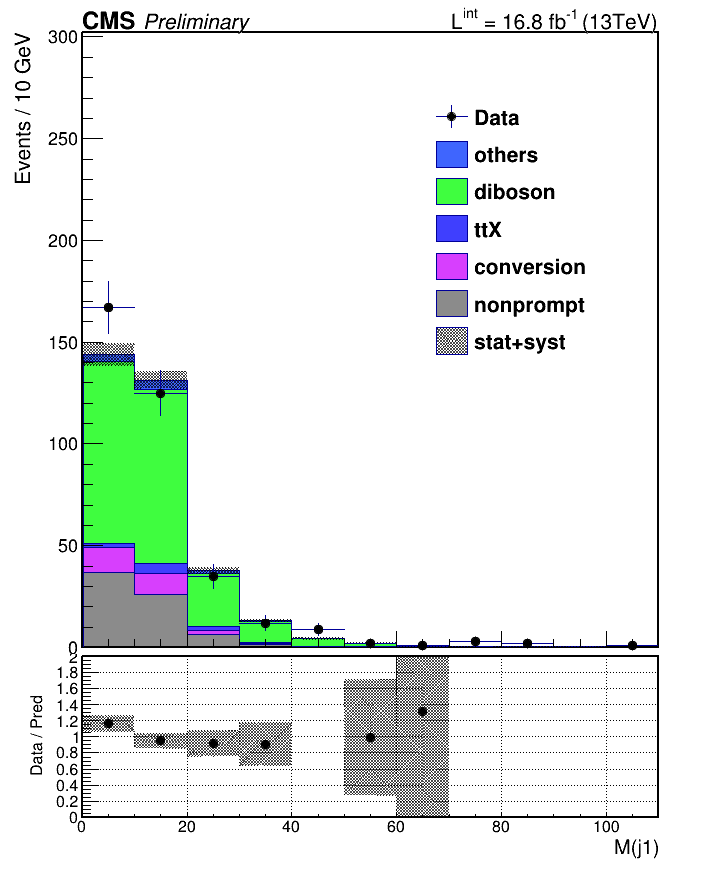 CMS Preliminary
L^int = 16.8 fb^-1 (13TeV)
Events / 10 GeV
300
250
200
150
100
50
0
Data
others
diboson
ttX
conversion
nonprompt
stat+syst
Data / Pred
2
1.8
1.6
1.4
1.2
1
0.8
0.6
0.4
0.2
0
0 20 40 60 80 100
M(j1)